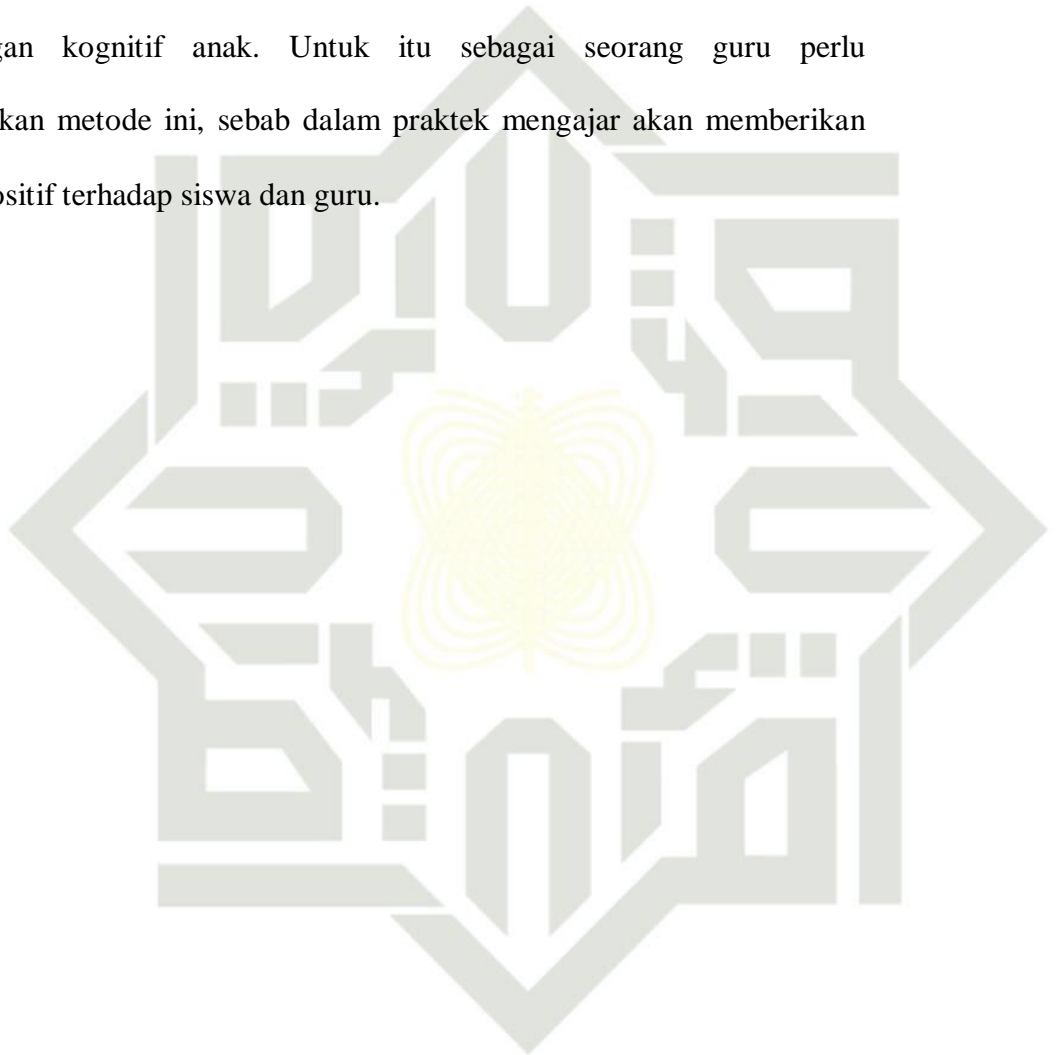 gan kognitif anak. Untuk itu sebagai seorang guru perlu
kan metode ini, sebab dalam praktek mengajar akan memberikan
ositif terhadap siswa dan guru.